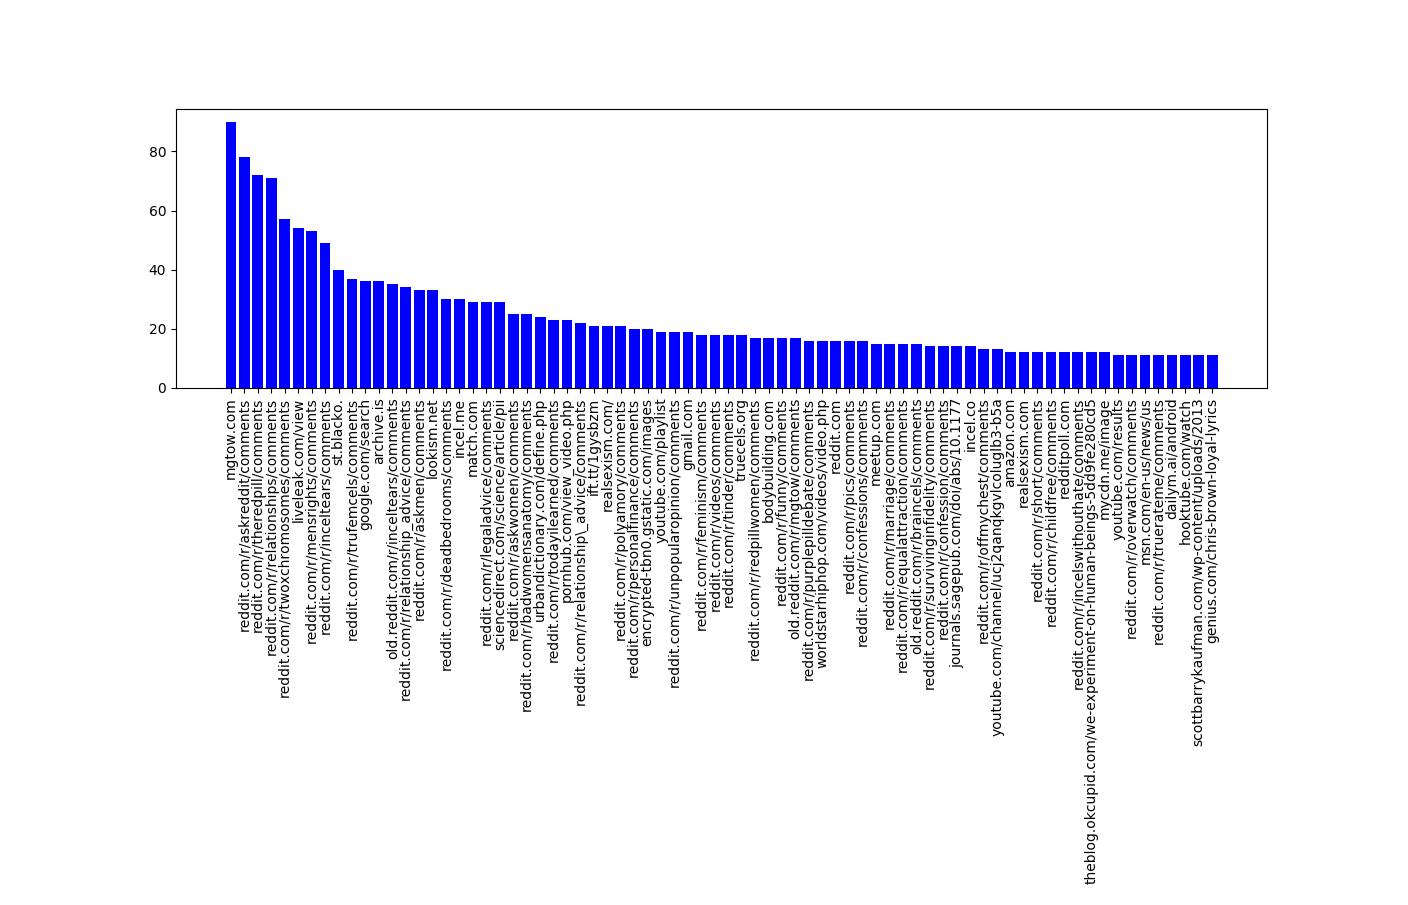 80
60
40
20
0
mgtow.com
reddit.com/r/askreddit/comments
reddit.com/r/theredpill/comments
reddit.com/r/relationships/comments
reddit.com/r/twoxchromosomes/comments
liveleak.com/view
reddit.com/r/mensrights/comments
reddit.com/r/inceltears/comments
st.blacko.
reddit.com/r/trufemcels/comments
google.com/search
archive.is
old.reddit.com/r/inceltears/comments
reddit.com/r/relationship_advice/comments
reddit.com/r/askmen/comments
lookism.net
reddit.com/r/deadbedrooms/comments
incel.me
match.com
reddit.com/r/legaladvice/comments
sciencedirect.com/science/article/pii
reddit.com/r/askwomen/comments
reddit.com/r/badwomensanatomy/comments
urbandictionary.com/define.php
reddit.com/r/todayilearned/comments
pornhub.com/view_video.php
reddit.com/r/relationship\_advice/comments
ift.tt/1gysbzm
realsexism.com/
reddit.com/r/polyamory/comments
reddit.com/r/personalfinance/comments
encrypted-tbn0.gstatic.com/images
youtube.com/playlist
reddit.com/r/unpopularopinion/comments
gmail.com
reddit.com/r/feminism/comments
reddit.com/r/videos/comments
reddit.com/r/tinder/comments
truecels.org
reddit.com/r/redpillwomen/comments
bodybuilding.com
reddit.com/r/funny/comments
old.reddit.com/r/mgtow/comments
reddit.com/r/purplepilldebate/comments
worldstarhiphop.com/videos/video.php
reddit.com
reddit.com/r/pics/comments
reddit.com/r/confessions/comments
meetup.com
reddit.com/r/marriage/comments
reddit.com/r/equalattraction/comments
old.reddit.com/r/braincels/comments
reddit.com/r/survivinginfidelity/comments
reddit.com/r/confession/comments
journals.sagepub.com/doi/abs/10.1177
incel.co
reddit.com/r/offmychest/comments
youtube.com/channel/ucj2qanqkgvlcoluglb3-b5a
amazon.com
realsexism.com
reddit.com/r/short/comments
reddit.com/r/childfree/comments
redditpoll.com
reddit.com/r/incelswithouthate/comments
theblog.okcupid.com/we-experiment-on-human-beings-5dd9fe280cd5
mycdn.me/image
youtube.com/results
reddit.com/r/overwatch/comments
msn.com/en-us/news/us
reddit.com/r/truerateme/comments
dailym.ai/android
hooktube.com/watch
scottbarrykaufman.com/wp-content/uploads/2013
genius.com/chris-brown-loyal-lyrics